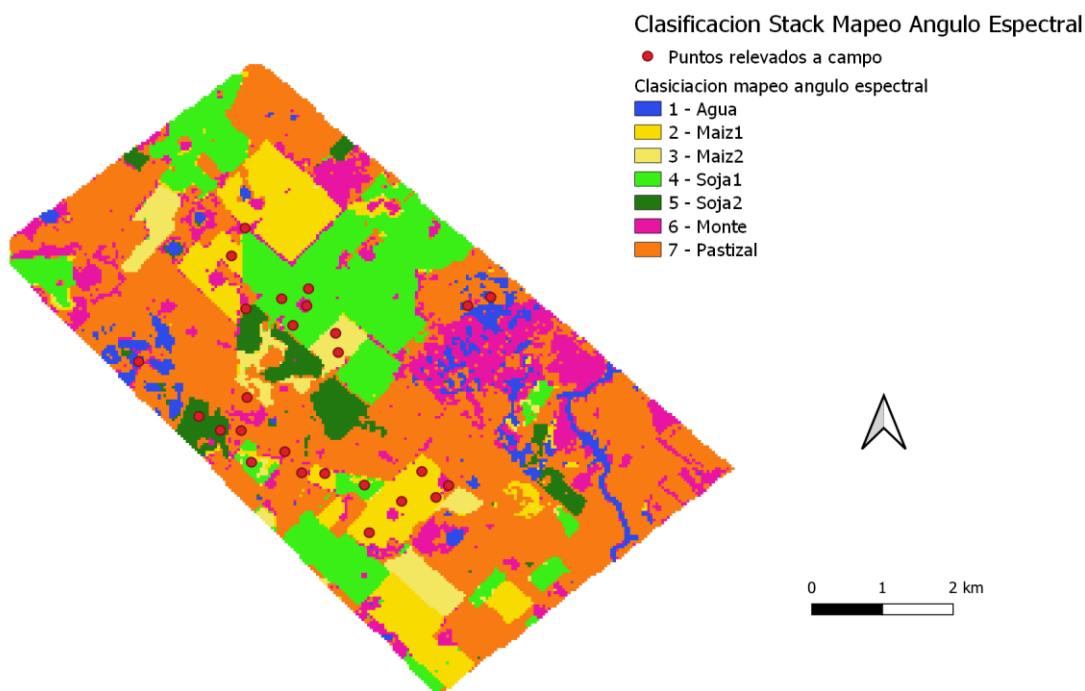 Clasificacion Stack Mapeo Angulo Espectral
Puntos relevados a campo
Clasiciacion mapeo angulo espectral
1 - Agua
2 - Maiz1
3 - Maiz2
4 - Soja1
5 - Soja2
6 - Monte
7 - Pastizal
0 1 2 km